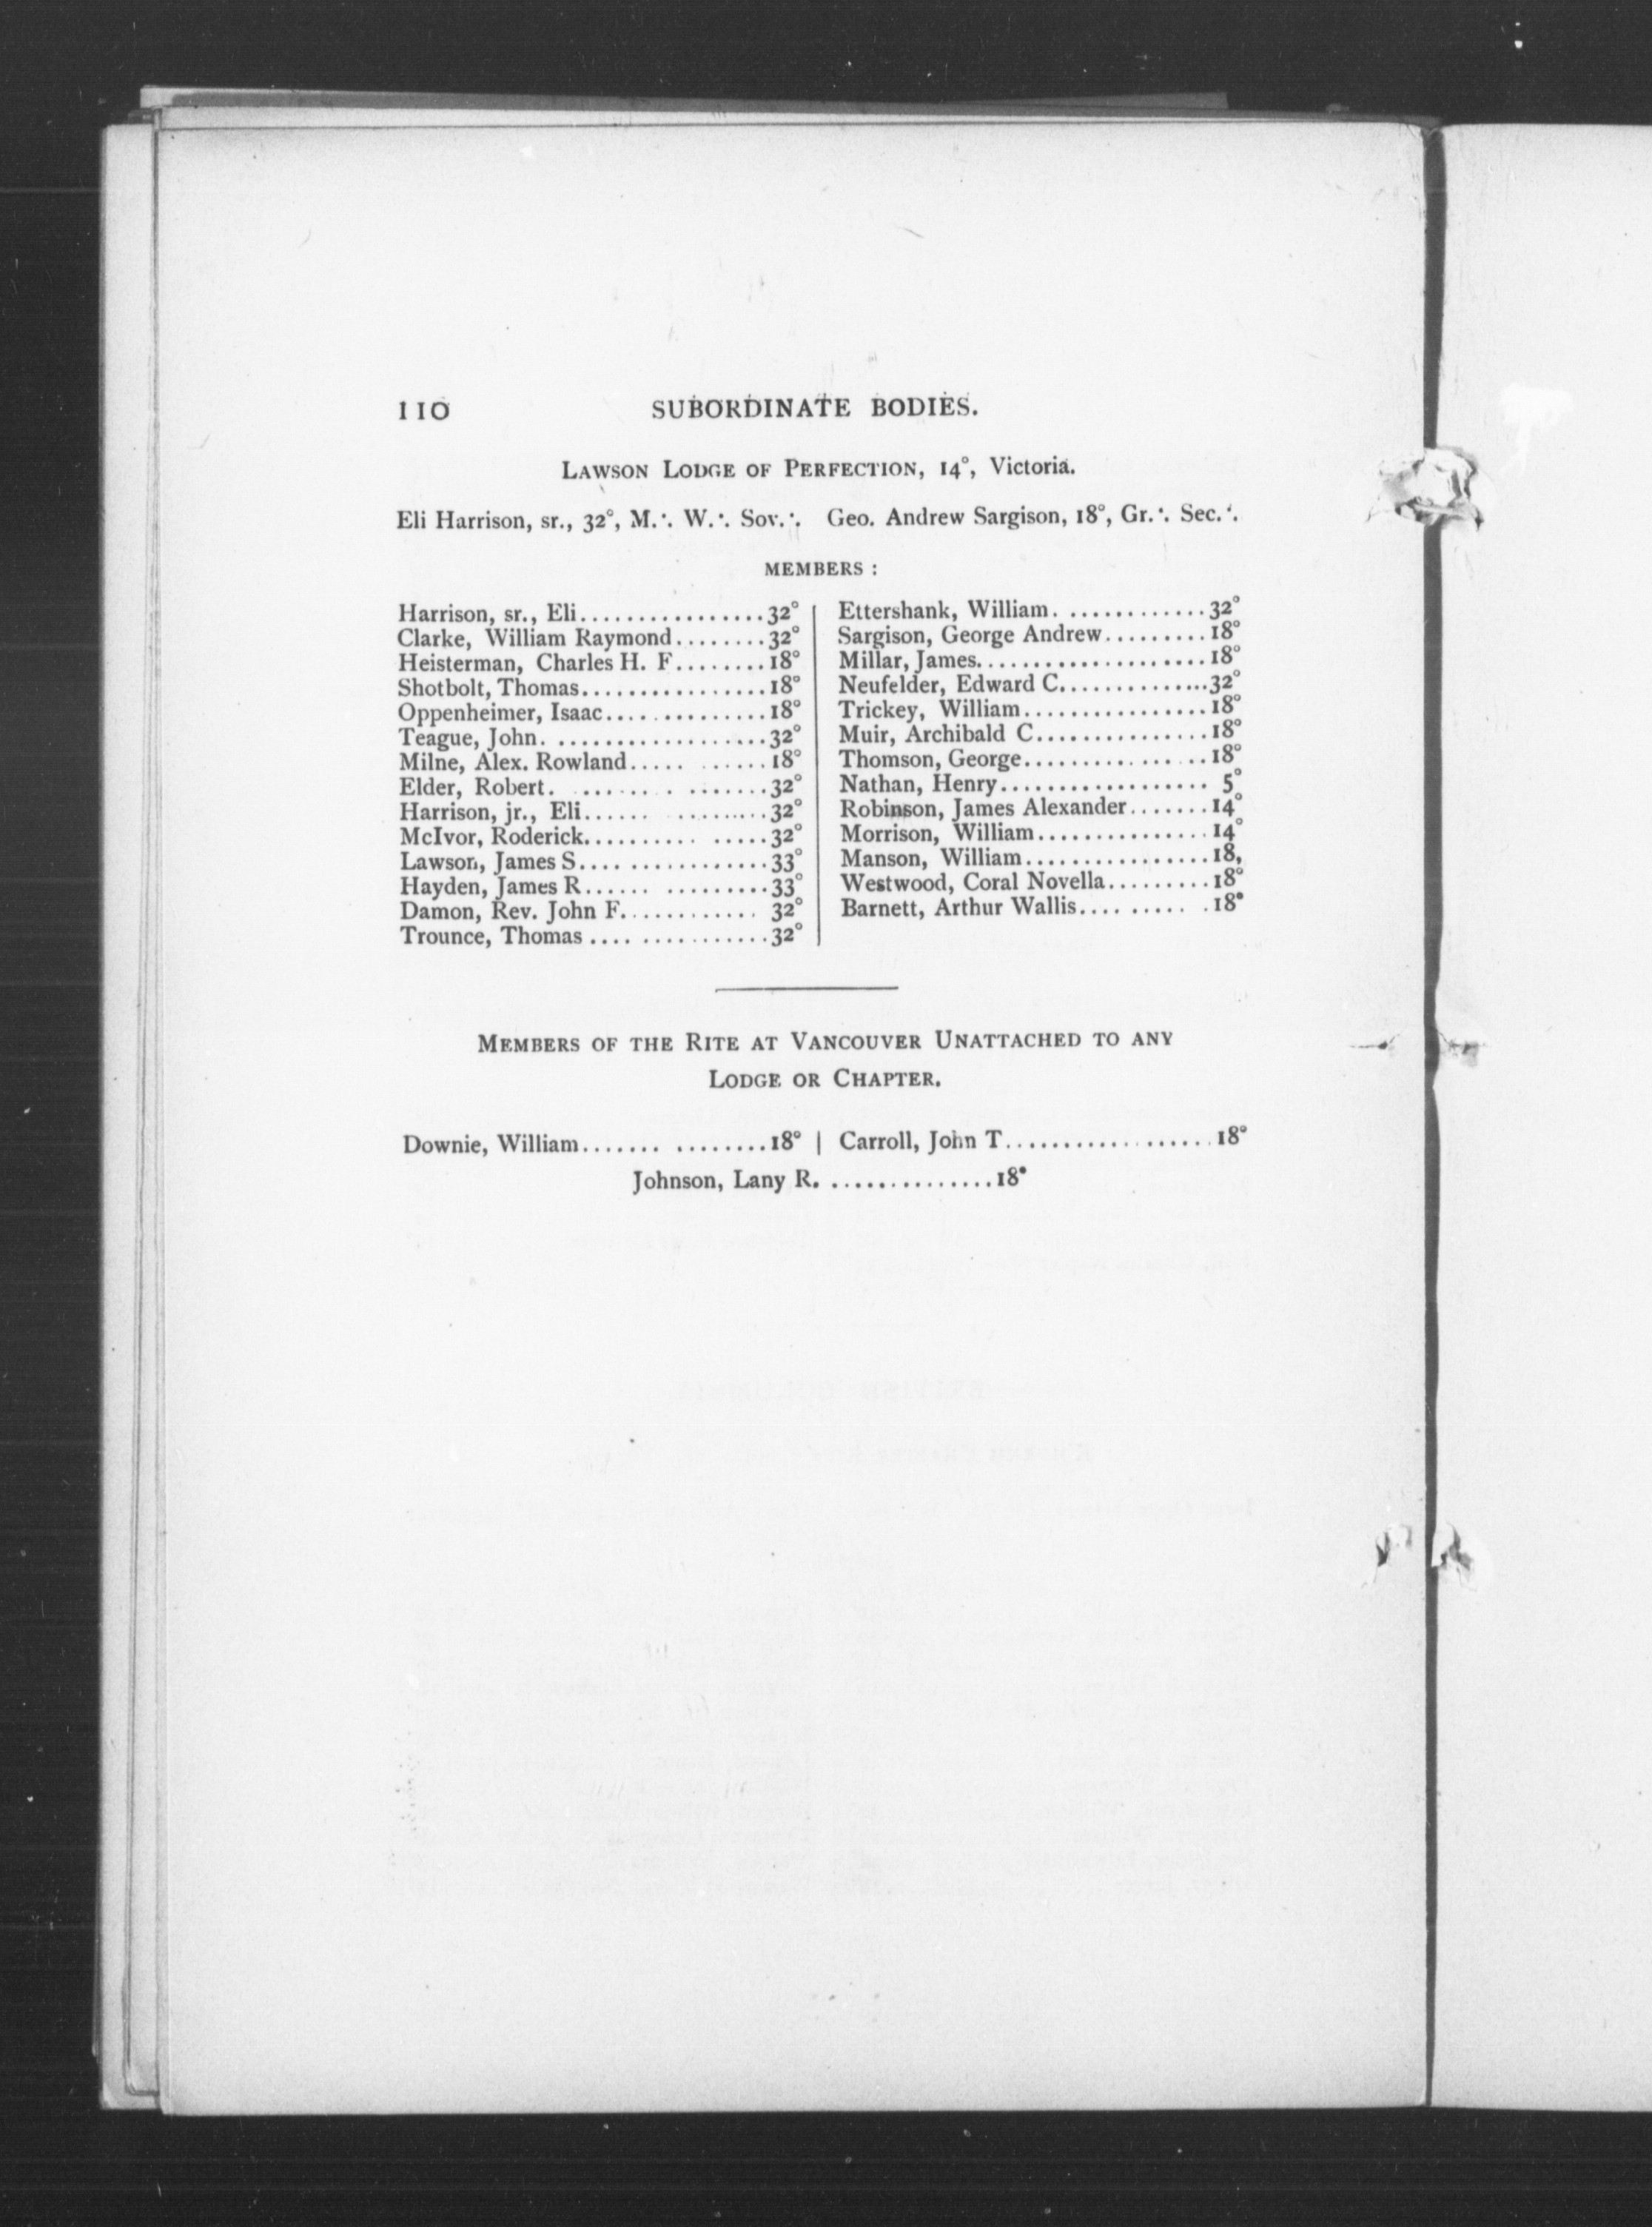 110 SUBORDINATE BODIES.
LAWSON LODGE OF PERFECTION, 14°, Victoria.
Eli Harrison, sr., 32°, M.·. W.·. Sov.·. Geo. Andrew Sargison, 18°, Gr.·. Sec.·.
MEMBERS :
Harrison, sr., Eli................32°
Clarke, William Raymond........32°
Heisterman, Charles H. F........18°
Shotbolt, Thomas................18°
Oppenheimer, Isaac..............18°
Teague, John. ..................32°
Milne, Alex. Rowland..... ......18°
Elder, Robert. ....... . .......32°
Harrison, jr., Eli...... ..........32°
McIvor, Roderick.......... .....32°
Lawson, James S................33°
Hayden, James R...... .........33°
Damon, Rev. John F............ 32°
Trounce, Thomas .... ...........32°
Ettershank, William. ............32°
Sargison, George Andrew.........18°
Millar, James....................18°
Neufelder, Edward C.............32°
Trickey, William................18°
Muir, Archibald C...............18°
Thomson, George................18°
Nathan, Henry.................. 5°
Robinson, James Alexander.......14°
Morrison, William...............14°
Manson, William................18,
Westwood, Coral Novella.........18°
Barnett, Arthur Wallis.... ..... .18°
MEMBERS OF THE RITE AT VANCOUVER UNATTACHED TO ANY
LODGE OR CHAPTER.
Downie, William....... ........18° | Carroll, John T..................18°
Johnson, Lany R. ..............18°